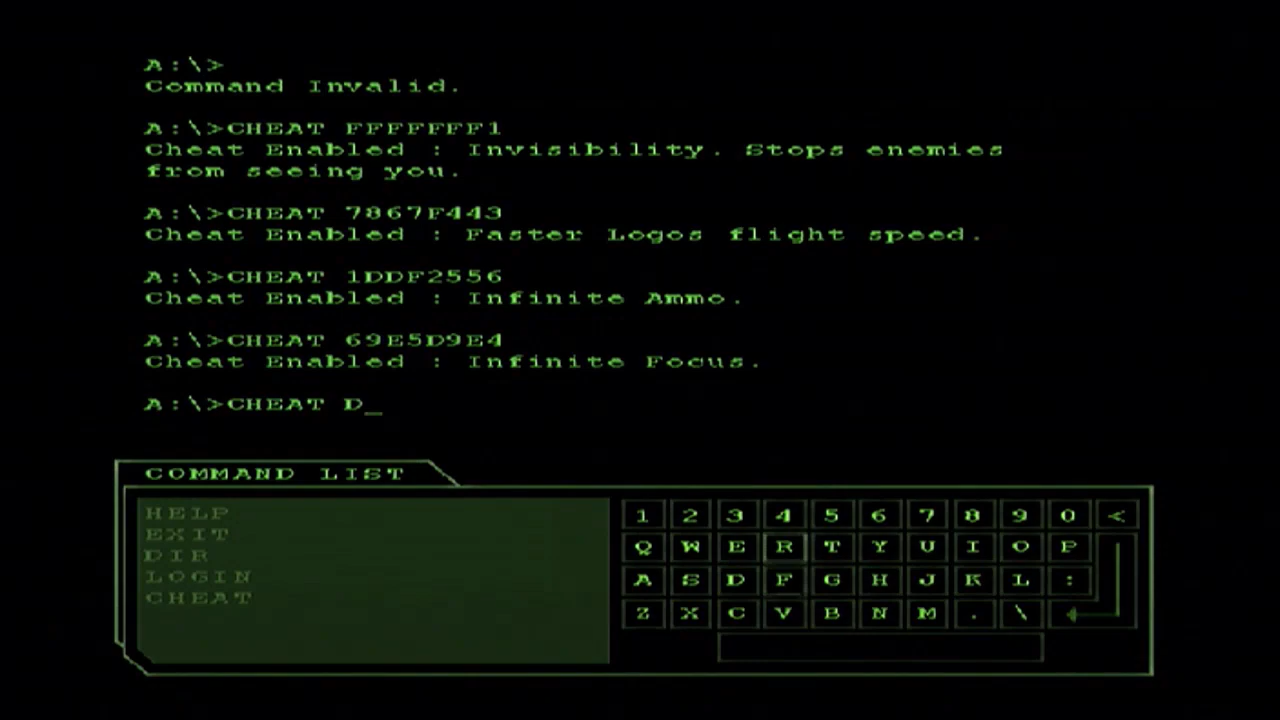 A:\>
Command Invalid.
A:\>CHEAT FFFFFFF1
Cheat Enabled : Invisibility. Stops enemies
from seeing you.
A:\>CHEAT 7867F443
Cheat Enabled : Faster Logos flight speed.
A:\>CHEAT 1DDF2556
Cheat Enabled : Infinite Ammo.
A:\>CHEAT 69E5D9E4
Cheat Enabled : Infinite Focus.
A:\>CHEAT D_
COMMAND LIST
HELP
EXIT
DIR
LOGIN
CHEAT
1 2 3 4 5 6 7 8 9 0 <
Q W E R T Y U I O P
A S D F G H J K L :
Z X C V B N M . \